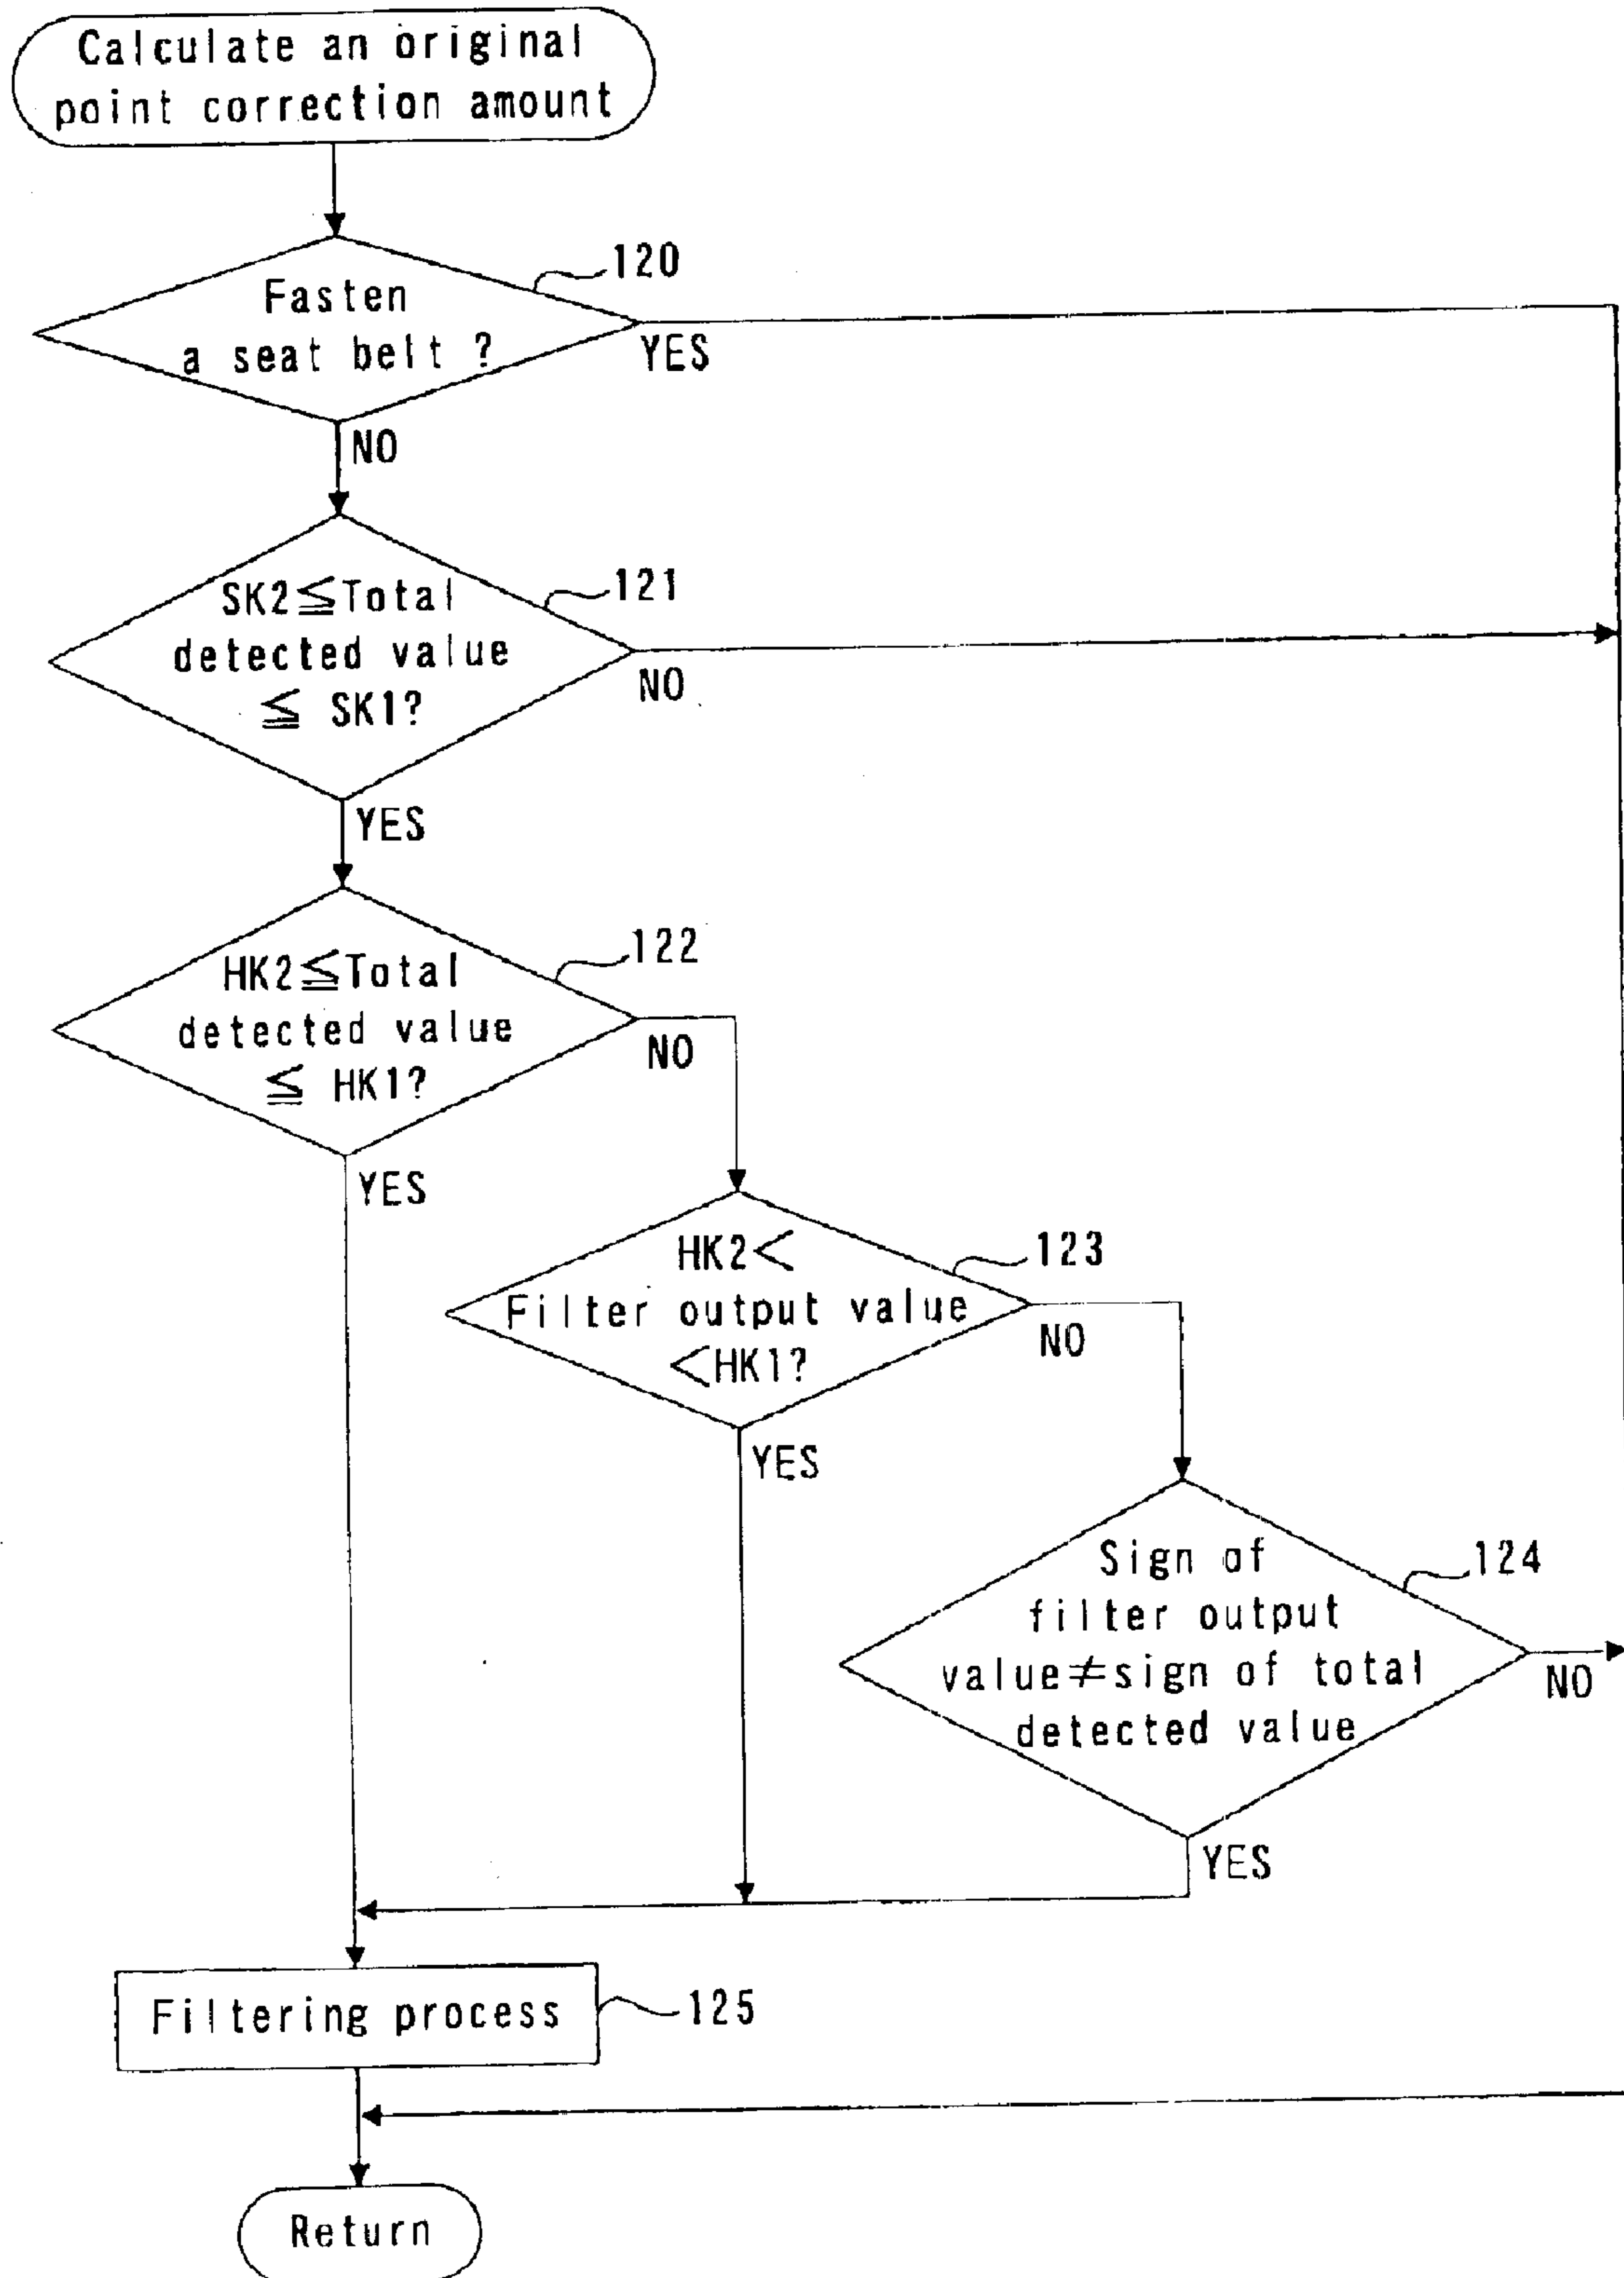 Calculate an original
point correction amount
120
Fasten
a seat belt ?
YES
NO
121
SK2≦Total
detected value
≦ SK1?
NO
YES
122
HK2≦Total
detected value
≦ HK1?
NO
YES
123
HK2<
Filter output value
<HK1?
NO
YES
124
Sign of
filter output
value≠sign of total
detected value
NO
YES
Filtering process
125
Return